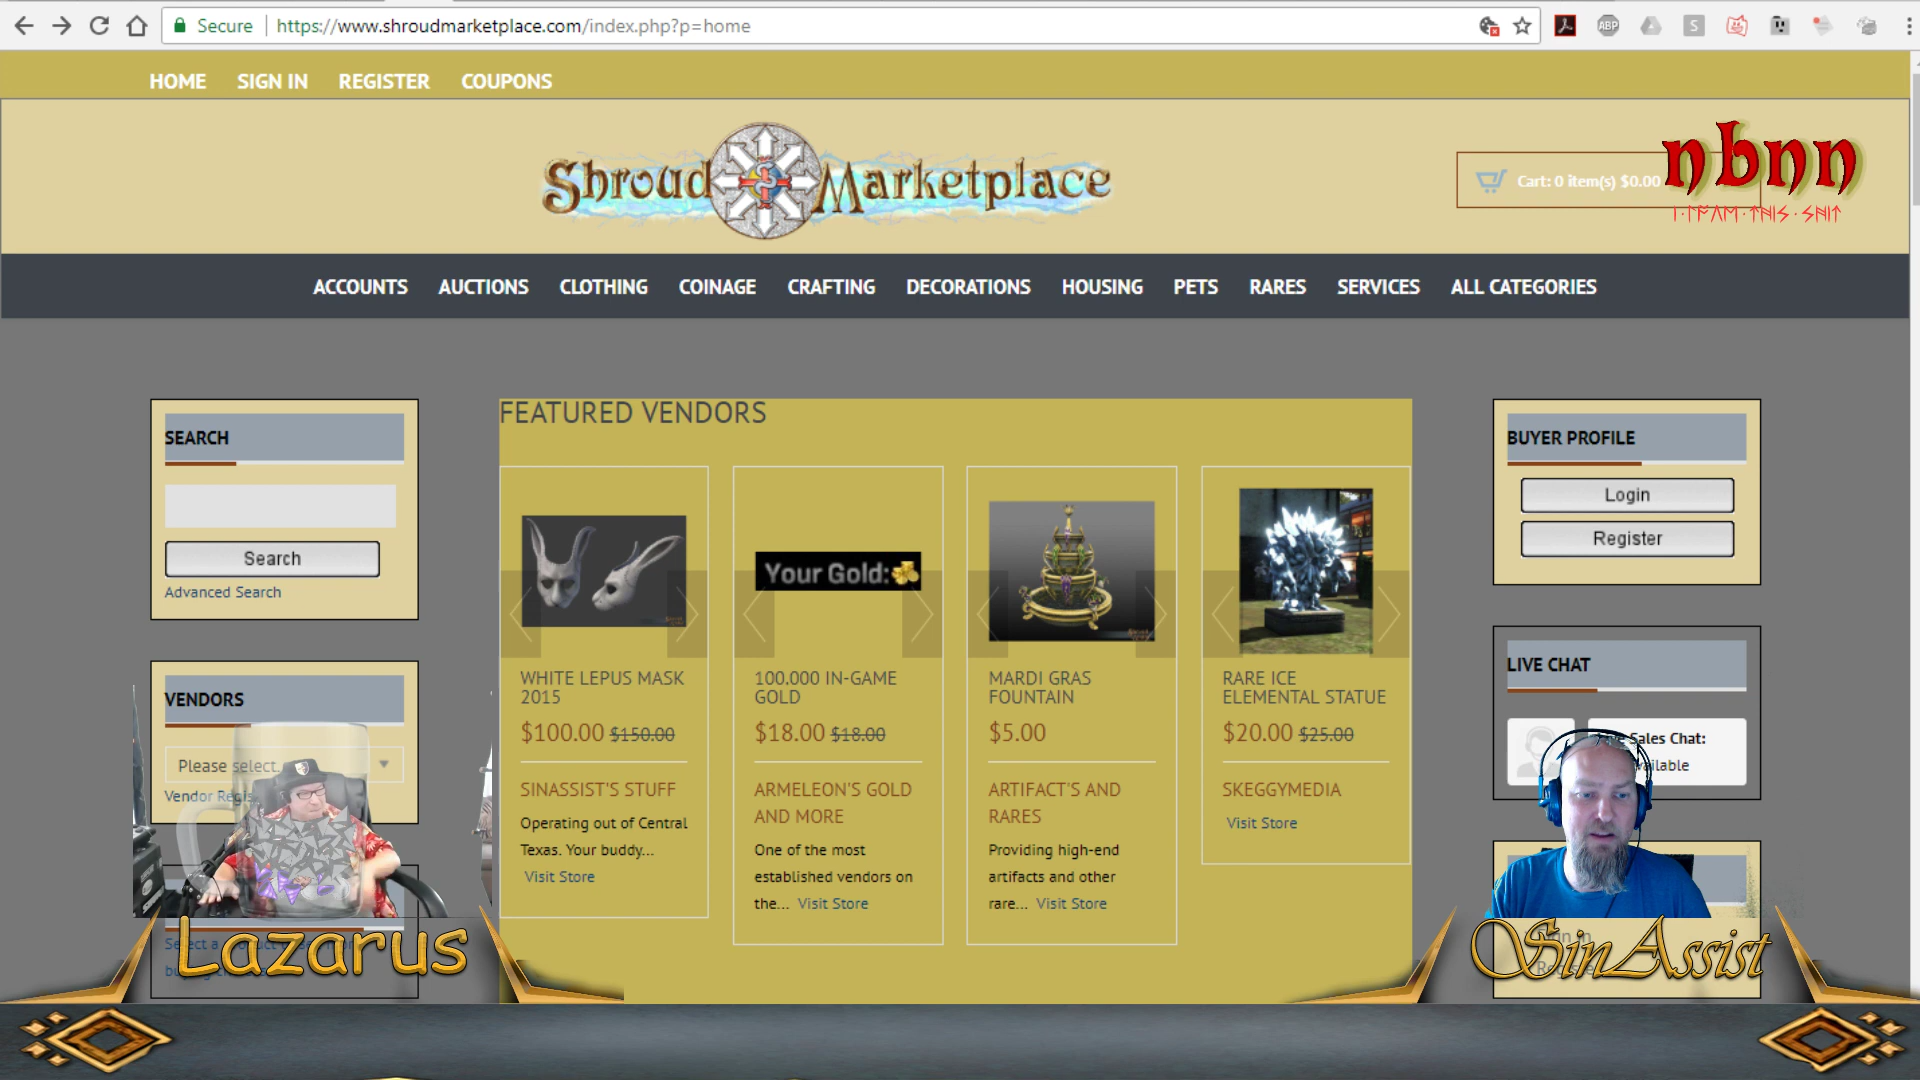 Secure https://www.shroudmarketplace.com/index.php?p=home
ABP
S
HOME SIGN IN REGISTER COUPONS
Shroud Marketplace
Cart: 0 item(s) $0.00
nbnn
ACCOUNTS AUCTIONS CLOTHING COINAGE CRAFTING DECORATIONS HOUSING PETS RARES SERVICES ALL CATEGORIES
SEARCH
Search
Advanced Search
VENDORS
Please select.
Vendor Regis
Select a
FEATURED VENDORS
WHITE LEPUS MASK
2015
$100.00 $150.00
SINASSIST'S STUFF
Operating out of Central
Texas. Your buddy...
Visit Store
Your Gold:
100,000 IN-GAME
GOLD
$18.00 $18.00
ARMELEON'S GOLD
AND MORE
One of the most
established vendors on
the... Visit Store
MARDI GRAS
FOUNTAIN
$5.00
ARTIFACT'S AND
RARES
Providing high-end
artifacts and other
rare... Visit Store
RARE ICE
ELEMENTAL STATUE
$20.00 $25.00
SKEGGYMEDIA
Visit Store
BUYER PROFILE
Login
Register
LIVE CHAT
Sales Chat:
ailable
Lazarus
SinAssist